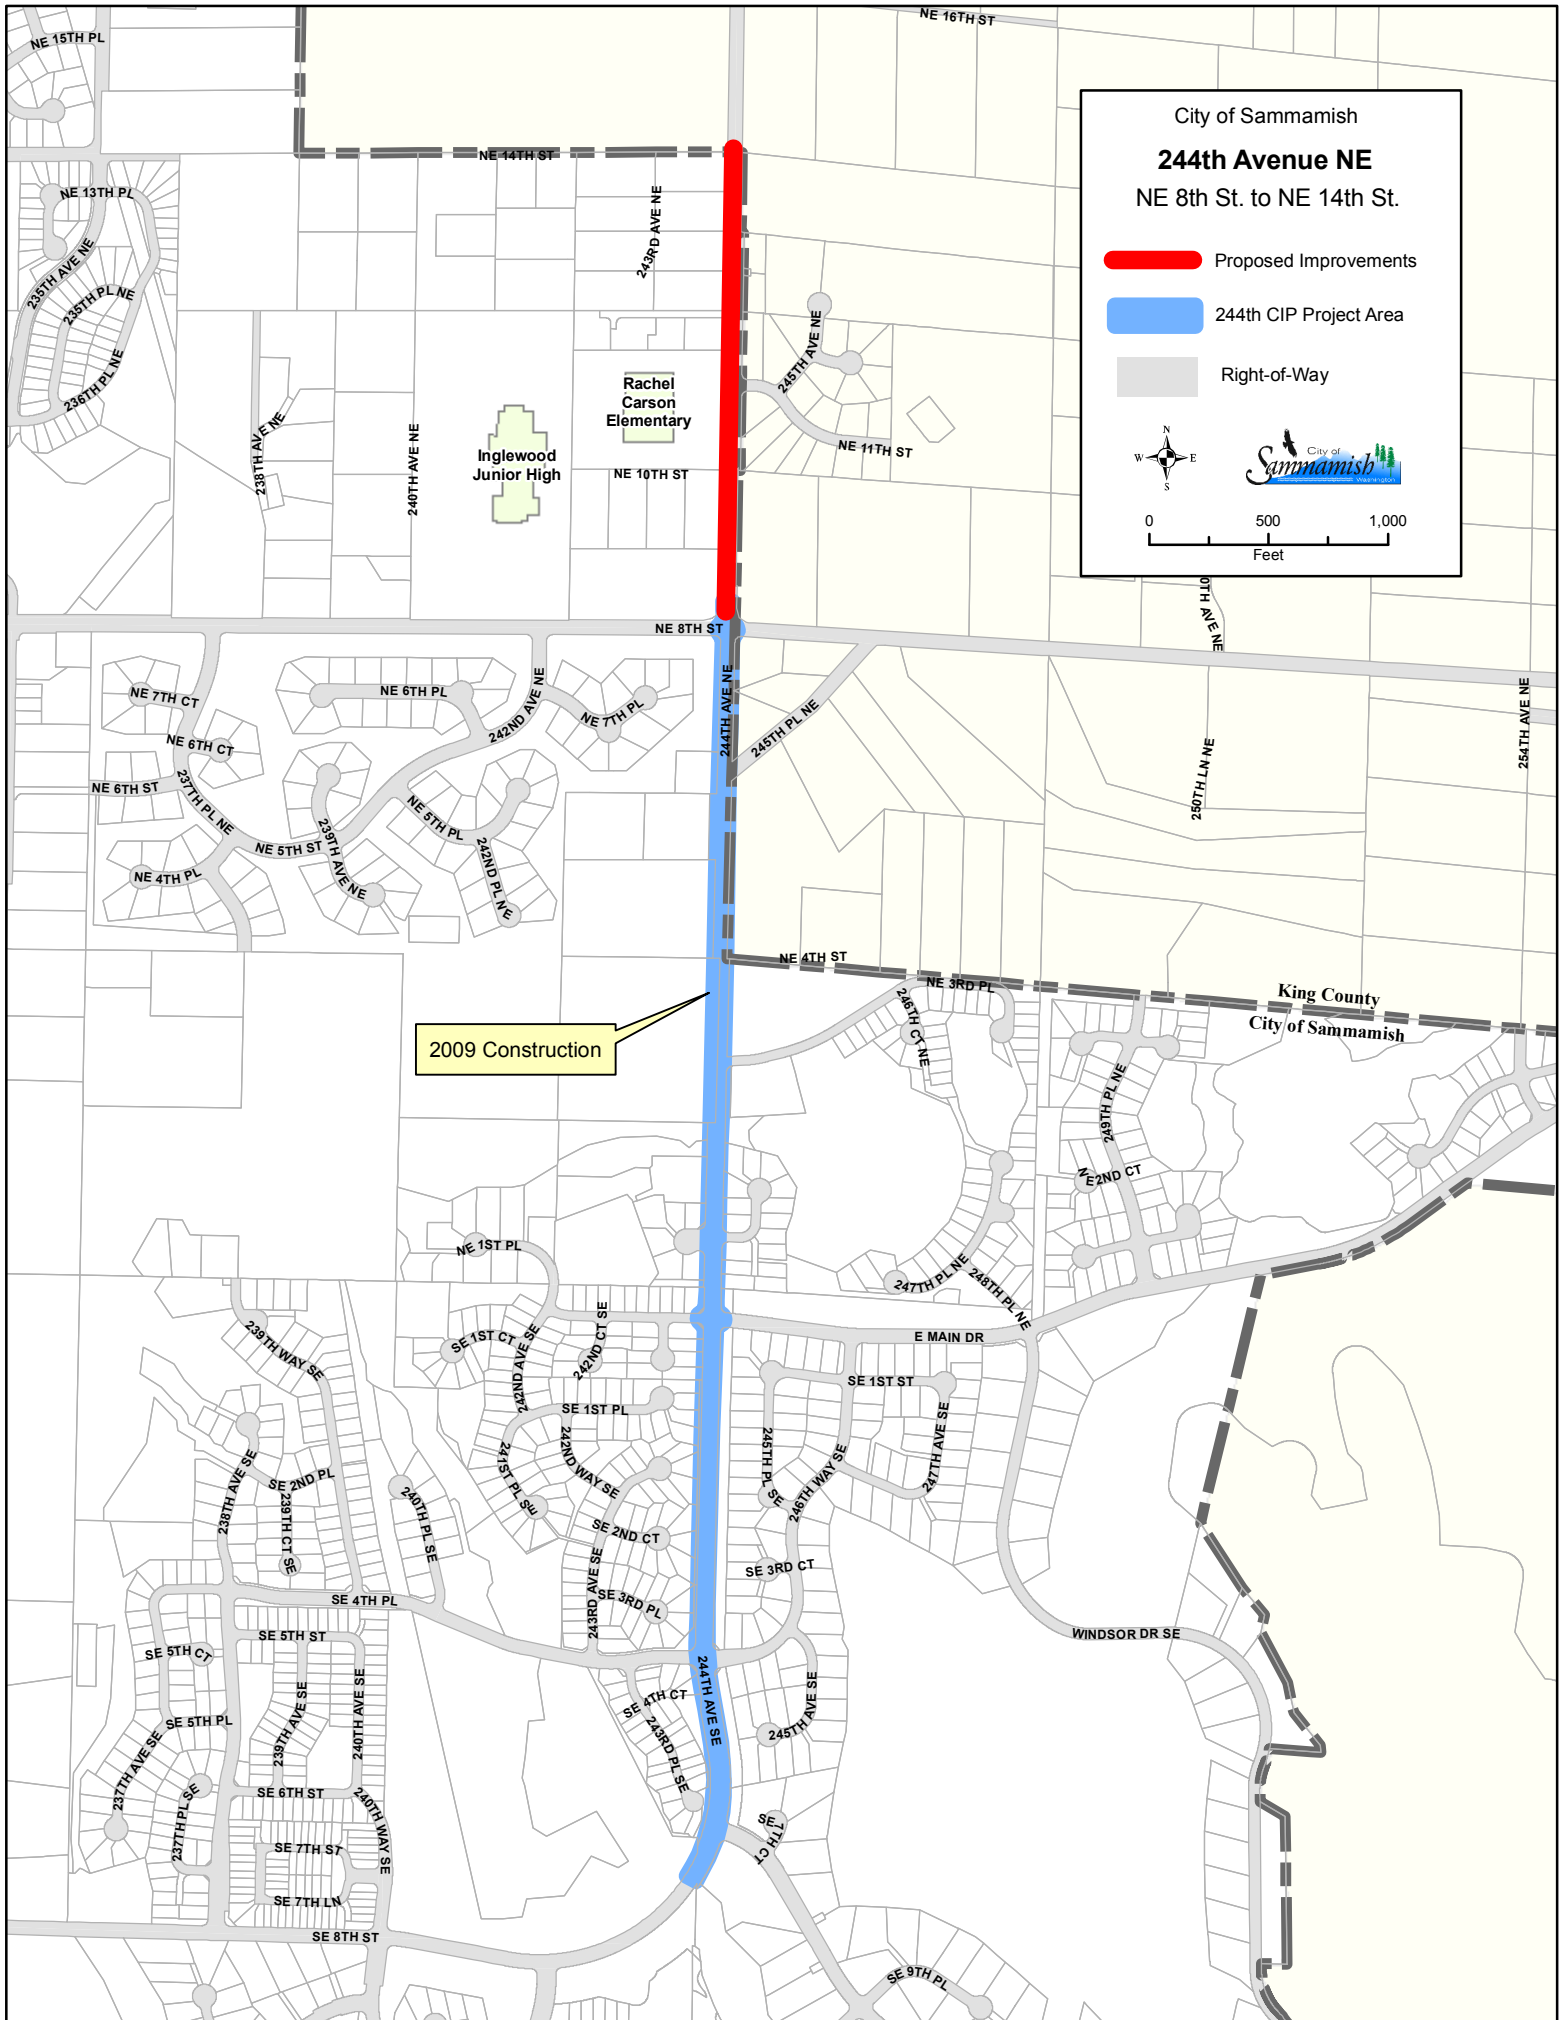 NE 16TH ST
NE 15TH PL
City of Sammamish
244th Avenue NE
NE 8th St. to NE 14th St.
Proposed Improvements
244th CIP Project Area
Right-of-Way
N
W
E
S
City of
Sammamish
Washington
0
500
1,000
Feet
NE 14TH ST
NE 13TH PL
243RD AVE NE
235TH AVE NE
235TH PL NE
236TH PL NE
245TH AVE NE
Rachel
Carson
Elementary
238TH AVE NE
240TH AVE NE
Inglewood
Junior High
NE 10TH ST
NE 11TH ST
0TH AVE NE
NE 8TH ST
244TH AVE NE
245TH PL NE
254TH AVE NE
250TH LN NE
NE 7TH CT
NE 6TH PL
242ND AVE NE
NE 7TH PL
NE 6TH CT
NE 6TH ST
237TH PL NE
NE 5TH ST
239TH AVE NE
NE 5TH PL
242ND PL NE
NE 4TH PL
NE 4TH ST
NE 3RD PL
246TH CT NE
King County
City of Sammamish
2009 Construction
249TH PL NE
NE 2ND CT
NE 1ST PL
247TH PL NE
248TH PL NE
E MAIN DR
239TH WAY SE
SE 1ST CT
242ND AVE SE
242ND CT SE
SE 1ST ST
SE 1ST PL
245TH PL SE
247TH AVE SE
246TH WAY SE
241ST PL SE
242ND WAY SE
238TH AVE SE
SE 2ND PL
239TH CT SE
240TH PL SE
SE 2ND CT
243RD AVE SE
SE 3RD CT
SE 3RD PL
SE 4TH PL
WINDSOR DR SE
SE 5TH ST
SE 5TH CT
239TH AVE SE
240TH AVE SE
244TH AVE SE
SE 4TH CT
243RD PL SE
245TH AVE SE
SE 5TH PL
237TH AVE SE
237TH PL SE
SE 6TH ST
240TH WAY SE
SE 7TH CT
SE 7TH ST
SE 7TH LN
SE 8TH ST
SE 9TH PL